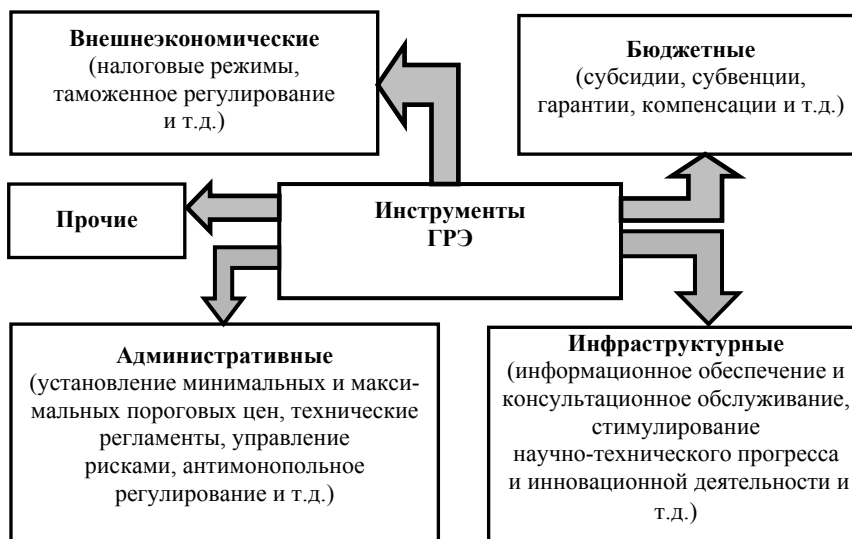 Внешнеэкономические
(налоговые режимы,
таможенное регулирование
и т.д.)
Бюджетные
(субсидии, субвенции,
гарантии, компенсации и т.д.)
Прочие
Инструменты
ГРЭ
Административные
(установление минимальных и макси-
мальных пороговых цен, технические
регламенты, управление
рисками, антимонопольное
регулирование и т.д.)
Инфраструктурные
(информационное обеспечение и
консультационное обслуживание,
стимулирование
научно-технического прогресса
и инновационной деятельности и
т.д.)